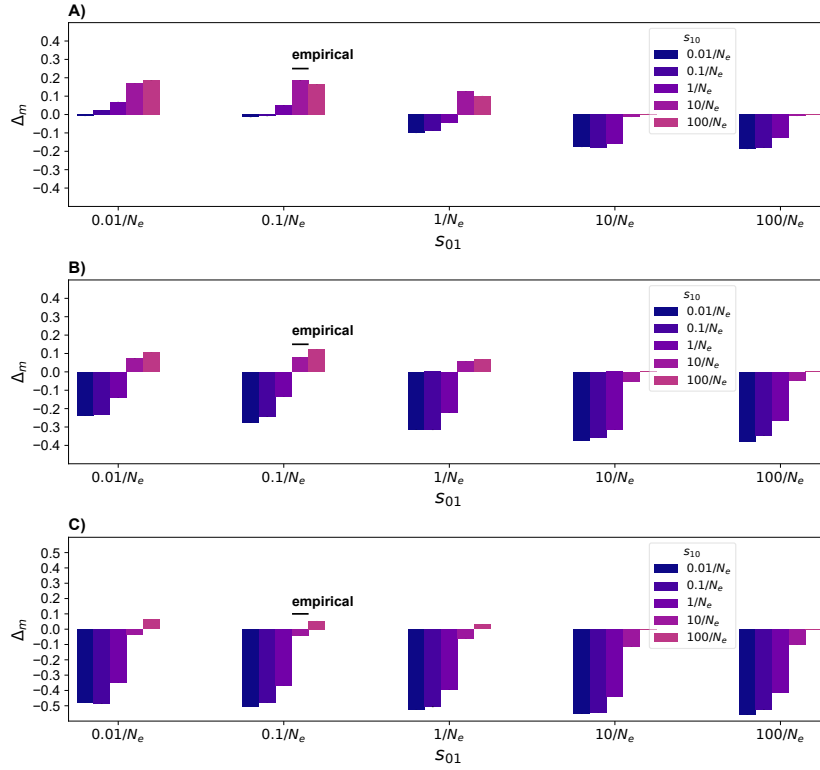 A)
0.4
0.3
0.2
0.1
0.0
−0.1
−0.2
−0.3
−0.4
Δm
empirical
s10
0.01/Ne
0.1/Ne
1/Ne
10/Ne
100/Ne
0.01/Ne
0.1/Ne
1/Ne
10/Ne
100/Ne
s01
B)
0.4
0.3
0.2
0.1
0.0
−0.1
−0.2
−0.3
−0.4
Δm
empirical
s10
0.01/Ne
0.1/Ne
1/Ne
10/Ne
100/Ne
0.01/Ne
0.1/Ne
1/Ne
10/Ne
100/Ne
s01
C)
0.5
0.4
0.3
0.2
0.1
0.0
−0.1
−0.2
−0.3
−0.4
−0.5
Δm
empirical
s10
0.01/Ne
0.1/Ne
1/Ne
10/Ne
100/Ne
0.01/Ne
0.1/Ne
1/Ne
10/Ne
100/Ne
s01